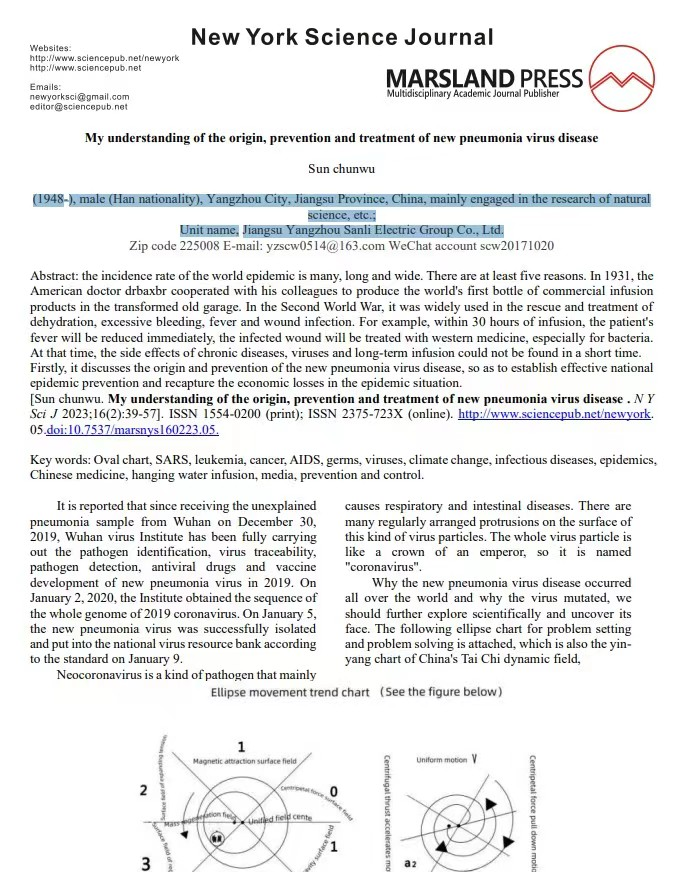 New York Science Journal
Websites:
http://www.sciencepub.net/newyork
http://www.sciencepub.net
Emails:
newyorksci@gmail.com
editor@sciencepub.net
MARSLAND PRESS
Multidisciplinary Academic Journal Publisher
My understanding of the origin, prevention and treatment of new pneumonia virus disease
Sun chunwu
(1948-), male (Han nationality), Yangzhou City, Jiangsu Province, China, mainly engaged in the research of natural
science, etc.;
Unit name, Jiangsu Yangzhou Sanli Electric Group Co., Ltd.
Zip code 225008 E-mail: yzscw0514@163.com WeChat account scw20171020
Abstract: the incidence rate of the world epidemic is many, long and wide. There are at least five reasons. In 1931, the
American doctor drbaxbr cooperated with his colleagues to produce the world's first bottle of commercial infusion
products in the transformed old garage. In the Second World War, it was widely used in the rescue and treatment of
dehydration, excessive bleeding, fever and wound infection. For example, within 30 hours of infusion, the patient's
fever will be reduced immediately, the infected wound will be treated with western medicine, especially for bacteria.
At that time, the side effects of chronic diseases, viruses and long-term infusion could not be found in a short time.
Firstly, it discusses the origin and prevention of the new pneumonia virus disease, so as to establish effective national
epidemic prevention and recapture the economic losses in the epidemic situation.
[Sun chunwu. My understanding of the origin, prevention and treatment of new pneumonia virus disease . N Y
Sci J 2023;16(2):39-57]. ISSN 1554-0200 (print); ISSN 2375-723X (online). http://www.sciencepub.net/newyork.
05.doi:10.7537/marsnys160223.05.
Key words: Oval chart, SARS, leukemia, cancer, AIDS, germs, viruses, climate change, infectious diseases, epidemics,
Chinese medicine, hanging water infusion, media, prevention and control.
It is reported that since receiving the unexplained
pneumonia sample from Wuhan on December 30,
2019, Wuhan virus Institute has been fully carrying
out the pathogen identification, virus traceability,
pathogen detection, antiviral drugs and vaccine
development of new pneumonia virus in 2019. On
January 2, 2020, the Institute obtained the sequence of
the whole genome of 2019 coronavirus. On January 5,
the new pneumonia virus was successfully isolated
and put into the national virus resource bank according
to the standard on January 9.
Neocoronavirus is a kind of pathogen that mainly
causes respiratory and intestinal diseases. There are
many regularly arranged protrusions on the surface of
this kind of virus particles. The whole virus particle is
like a crown of an emperor, so it is named
"coronavirus".
Why the new pneumonia virus disease occurred
all over the world and why the virus mutated, we
should further explore scientifically and uncover its
face. The following ellipse chart for problem setting
and problem solving is attached, which is also the yin-
yang chart of China's Tai Chi dynamic field,
Ellipse movement trend chart (See the figure below)
1
Magnetic attraction surface field
2
Surface field of expanding tension
Centripetal force surface field
0
Mass regeneration field
Unified field cente
1
3
Uniform motion V
Centrifugal thrust accelerates mo
Centripetal force pull down motio
a2